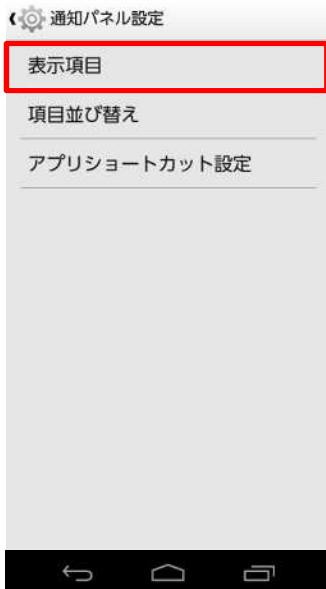 通知パネル設定
表示項目
項目並び替え
アプリショートカット設定